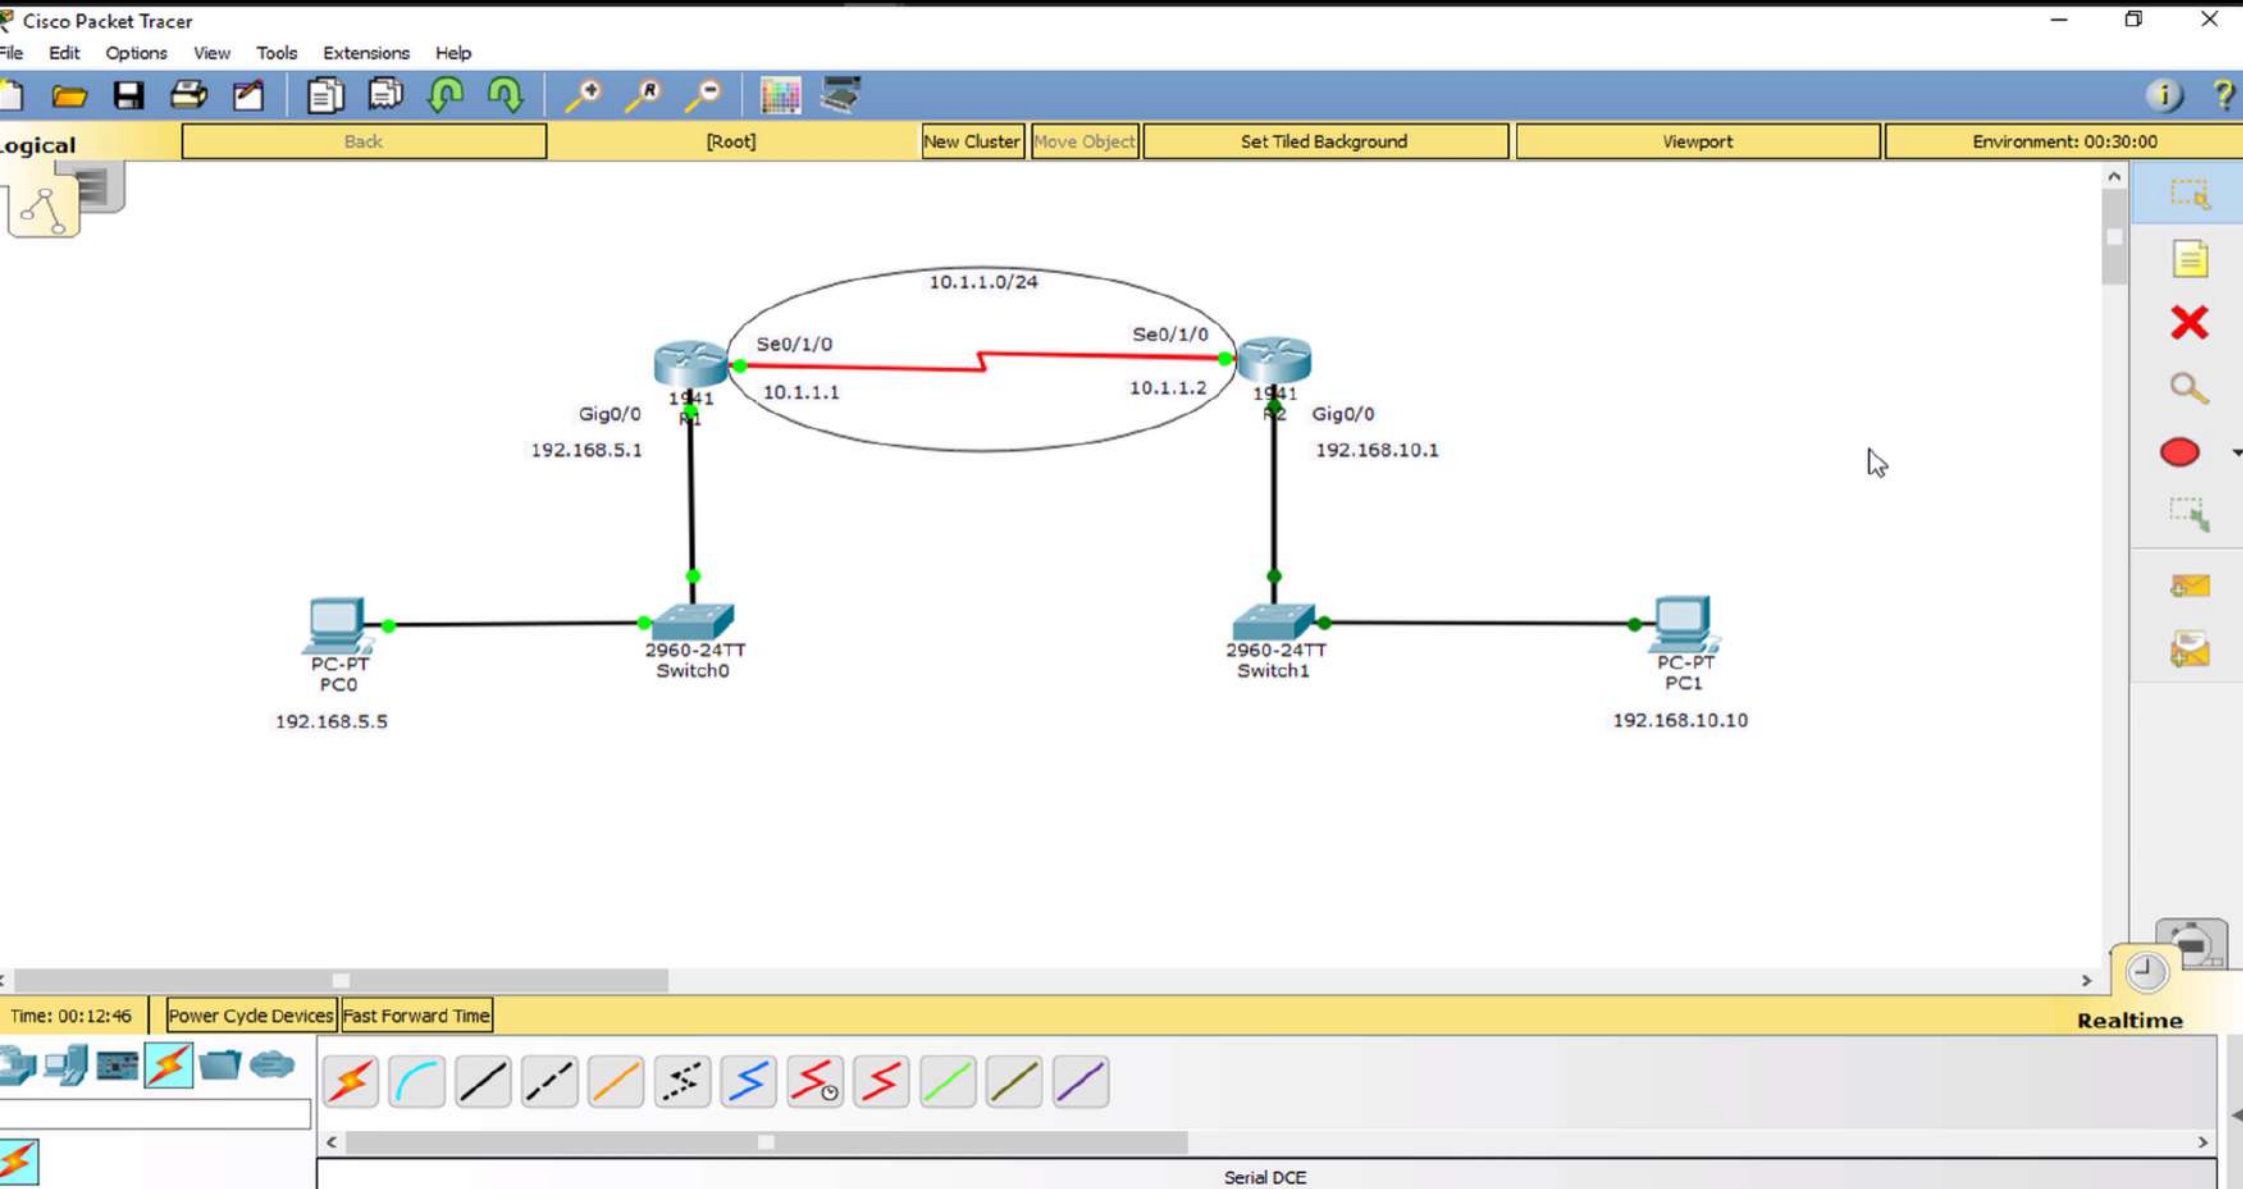 Cisco Packet Tracer
File Edit Options View Tools Extensions Help
Logical Back [Root] New Cluster Move Object Set Tiled Background Viewport Environment: 00:30:00
10.1.1.0/24
Se0/1/0
Se0/1/0
10.1.1.1
10.1.1.2
1941
R1
1941
R2
Gig0/0
192.168.5.1
Gig0/0
192.168.10.1
PC-PT
PC0
192.168.5.5
2960-24TT
Switch0
2960-24TT
Switch1
PC-PT
PC1
192.168.10.10
Time: 00:12:46 Power Cycle Devices Fast Forward Time Realtime
Serial DCE